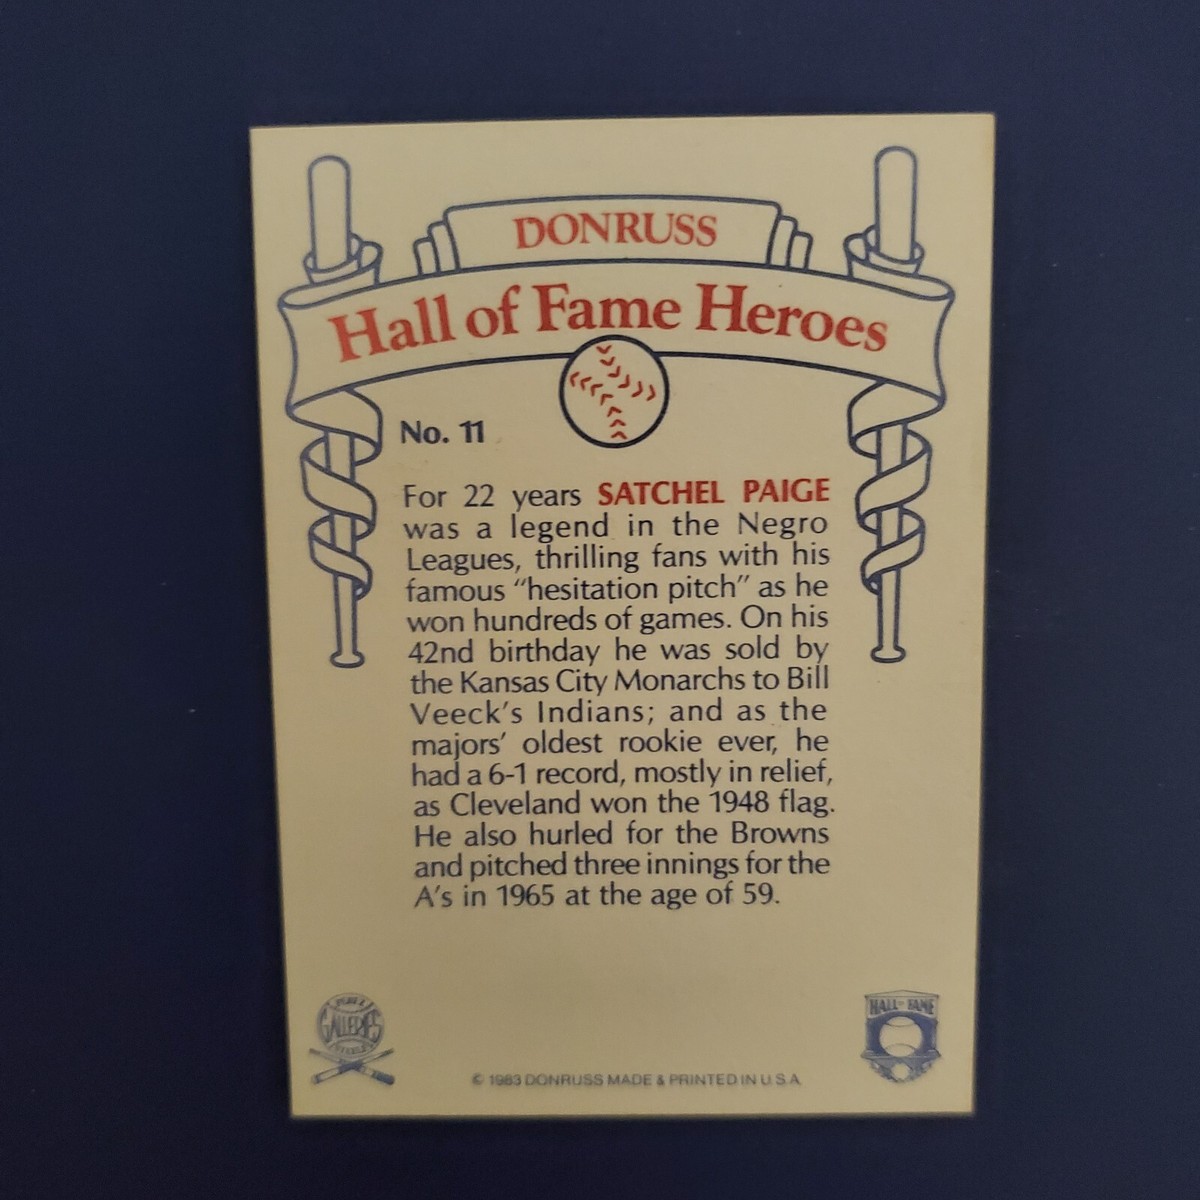 DONRUSS
Hall of Fame Heroes
No. 11
For 22 years SATCHEL PAIGE
was a legend in the Negro
Leagues, thrilling fans with his
famous "hesitation pitch" as he
won hundreds of games. On his
42nd birthday he was sold by
the Kansas City Monarchs to Bill
Veeck's Indians; and as the
majors' oldest rookie ever, he
had a 6-1 record, mostly in relief,
as Cleveland won the 1948 flag.
He also hurled for the Browns
and pitched three innings for the
A's in 1965 at the age of 59.
GALLERIES
HALL OF FAME
© 1983 DONRUSS MADE & PRINTED IN U.S.A.